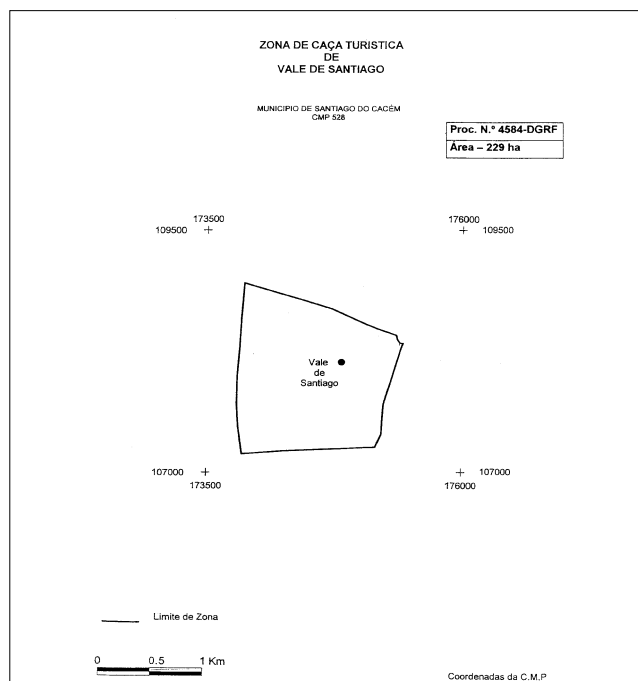 ZONA DE CAÇA TURISTICA
DE
VALE DE SANTIAGO
MUNICIPIO DE SANTIAGO DO CACÉM
CMP 528
Proc. N.º 4584-DGRF
Área – 229 ha
173500
109500
176000
109500
Vale
de
Santiago
107000
173500
107000
176000
Limite de Zona
0 0.5 1 Km
Coordenadas da C.M.P